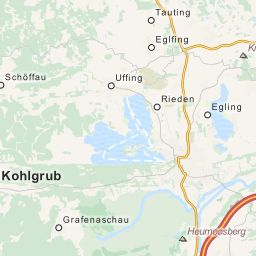 Tauting
Eglfing
Schöffau
Uffing
Rieden
Egling
Kohlgrub
Grafenaschau
Heumoosberg